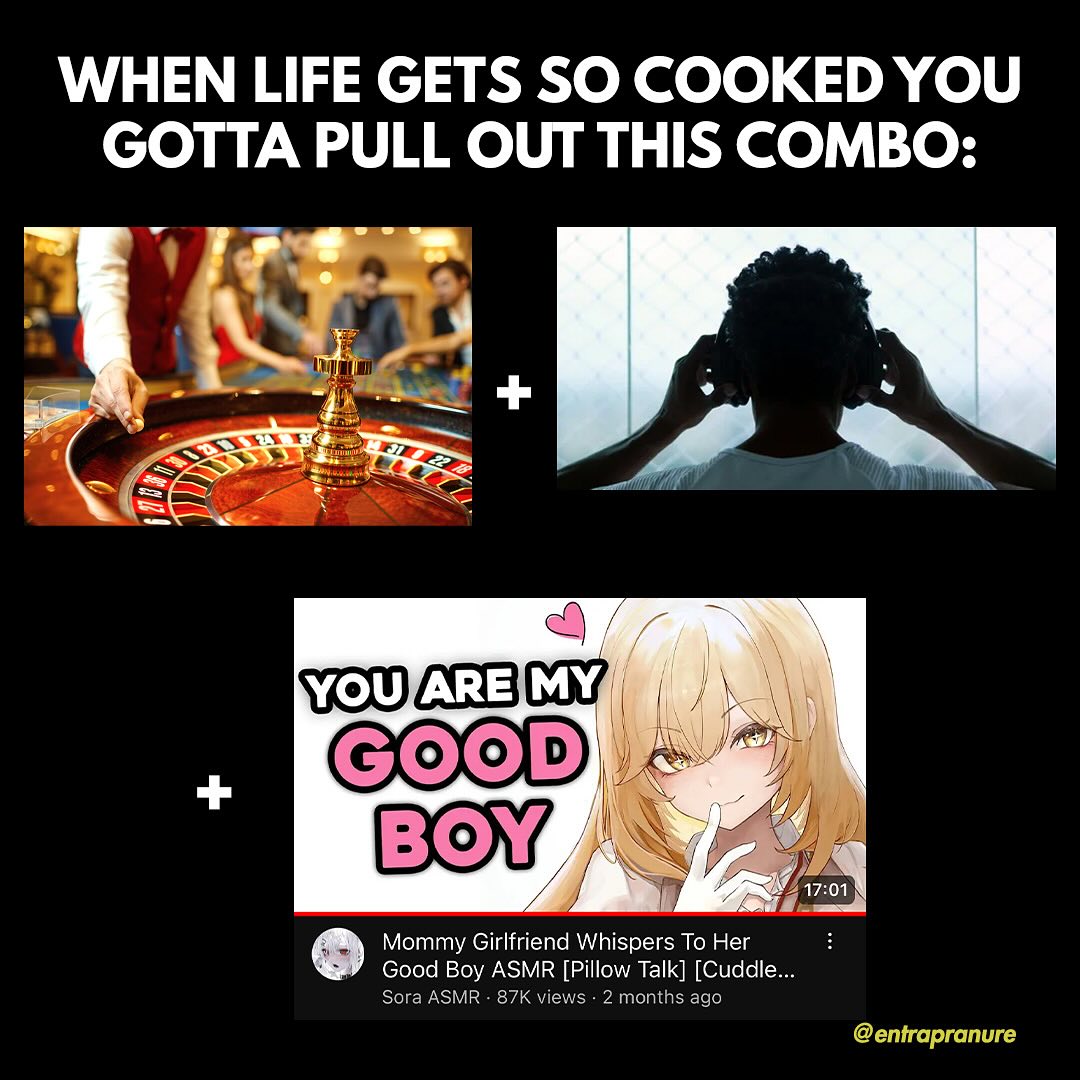 WHEN LIFE GETS SO COOKED YOU
GOTTA PULL OUT THIS COMBO:
+
+
YOU ARE MY
GOOD
BOY
17:01
Mommy Girlfriend Whispers To Her
Good Boy ASMR [Pillow Talk] [Cuddle...
Sora ASMR · 87K views · 2 months ago
@entrapranure